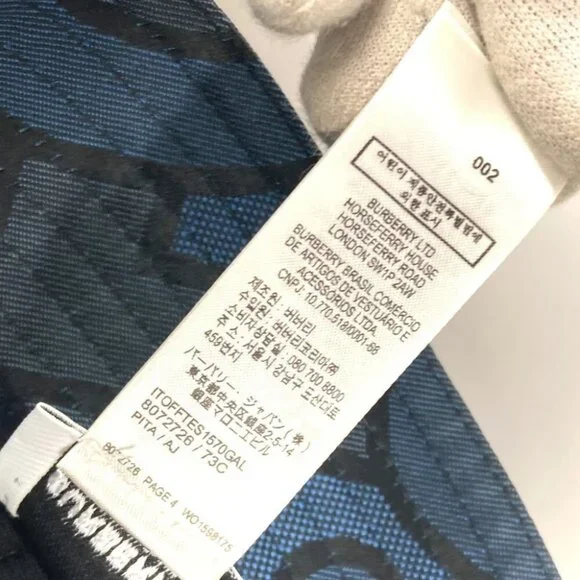 002
어린이제품안전특별법에
의한표시
BURBERRY LTD
HORSEFERRY HOUSE
HORSEFERRY ROAD
LONDON SW1P 2AW
BURBERRY BRASIL COMERCIO
DE ARTIGOS DE VESTUARIO E
ACESSORIOS LTDA.
CNPJ: 10.770.518/0001-66
제조원 : 버버리
수입원 : 버버리코리아㈜
소비자상담실 : 080 700 8800
주 소 : 서울시 강남구 도산대로
459번지
バーバリー・ジャパン(株)
東京都中央区銀座2-5-14
銀座マロニエビル
ITOFFTES1570GAL
8072726 / 73C
PITA / AJ
8072726 PAGE 4 WO1558175